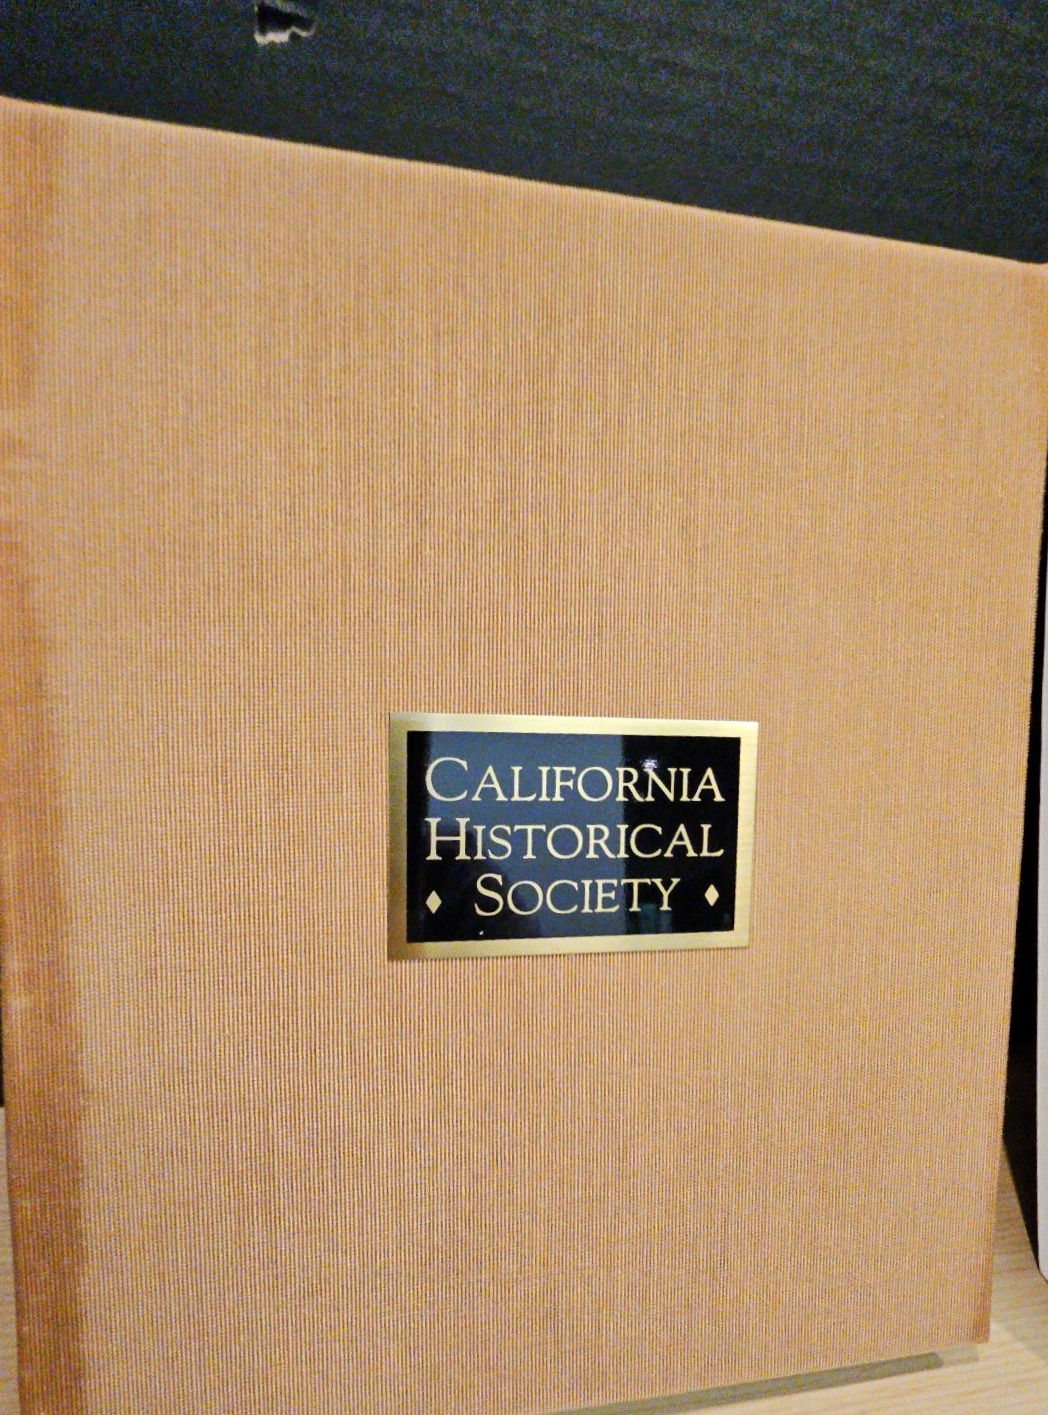 CALIFORNIA
HISTORICAL
♦ SOCIETY ♦